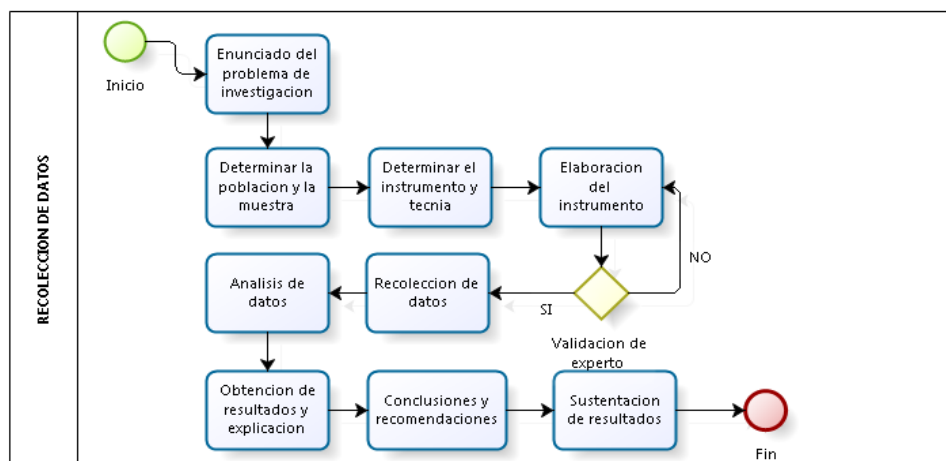 RECOLECCION DE DATOS
Inicio
Enunciado del
problema de
investigacion
Determinar la
poblacion y la
muestra
Determinar el
instrumento y
tecnia
Elaboracion
del
instrumento
NO
SI
Validacion de
experto
Recoleccion de
datos
Analisis de
datos
Obtencion de
resultados y
explicacion
Conclusiones y
recomendaciones
Sustentacion
de resultados
Fin